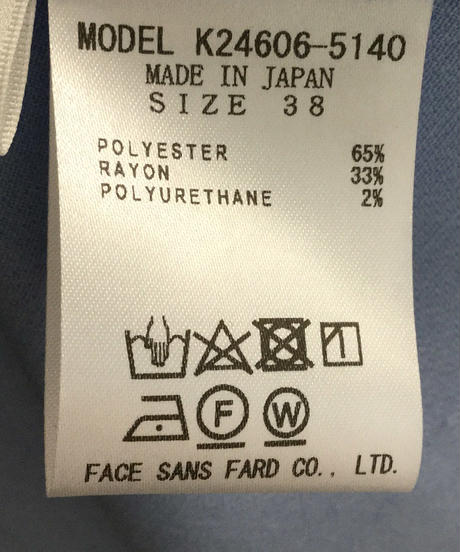 MODEL K24606-5140
MADE IN JAPAN
SIZE 38
POLYESTER 65%
RAYON 33%
POLYURETHANE 2%
F W
FACE SANS FARD CO., LTD.